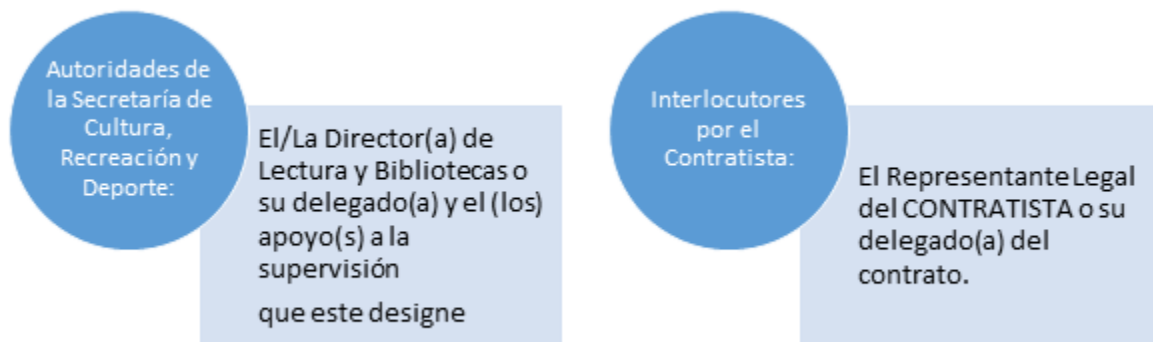 Autoridades de
la Secretaría de
Cultura,
Recreación y
Deporte:
El/La Director(a) de
Lectura y Bibliotecas o
su delegado(a) y el (los)
apoyo(s) a la
supervisión
que este designe
Interlocutores
por el
Contratista:
El Representante Legal
del CONTRATISTA o su
delegado(a) del
contrato.